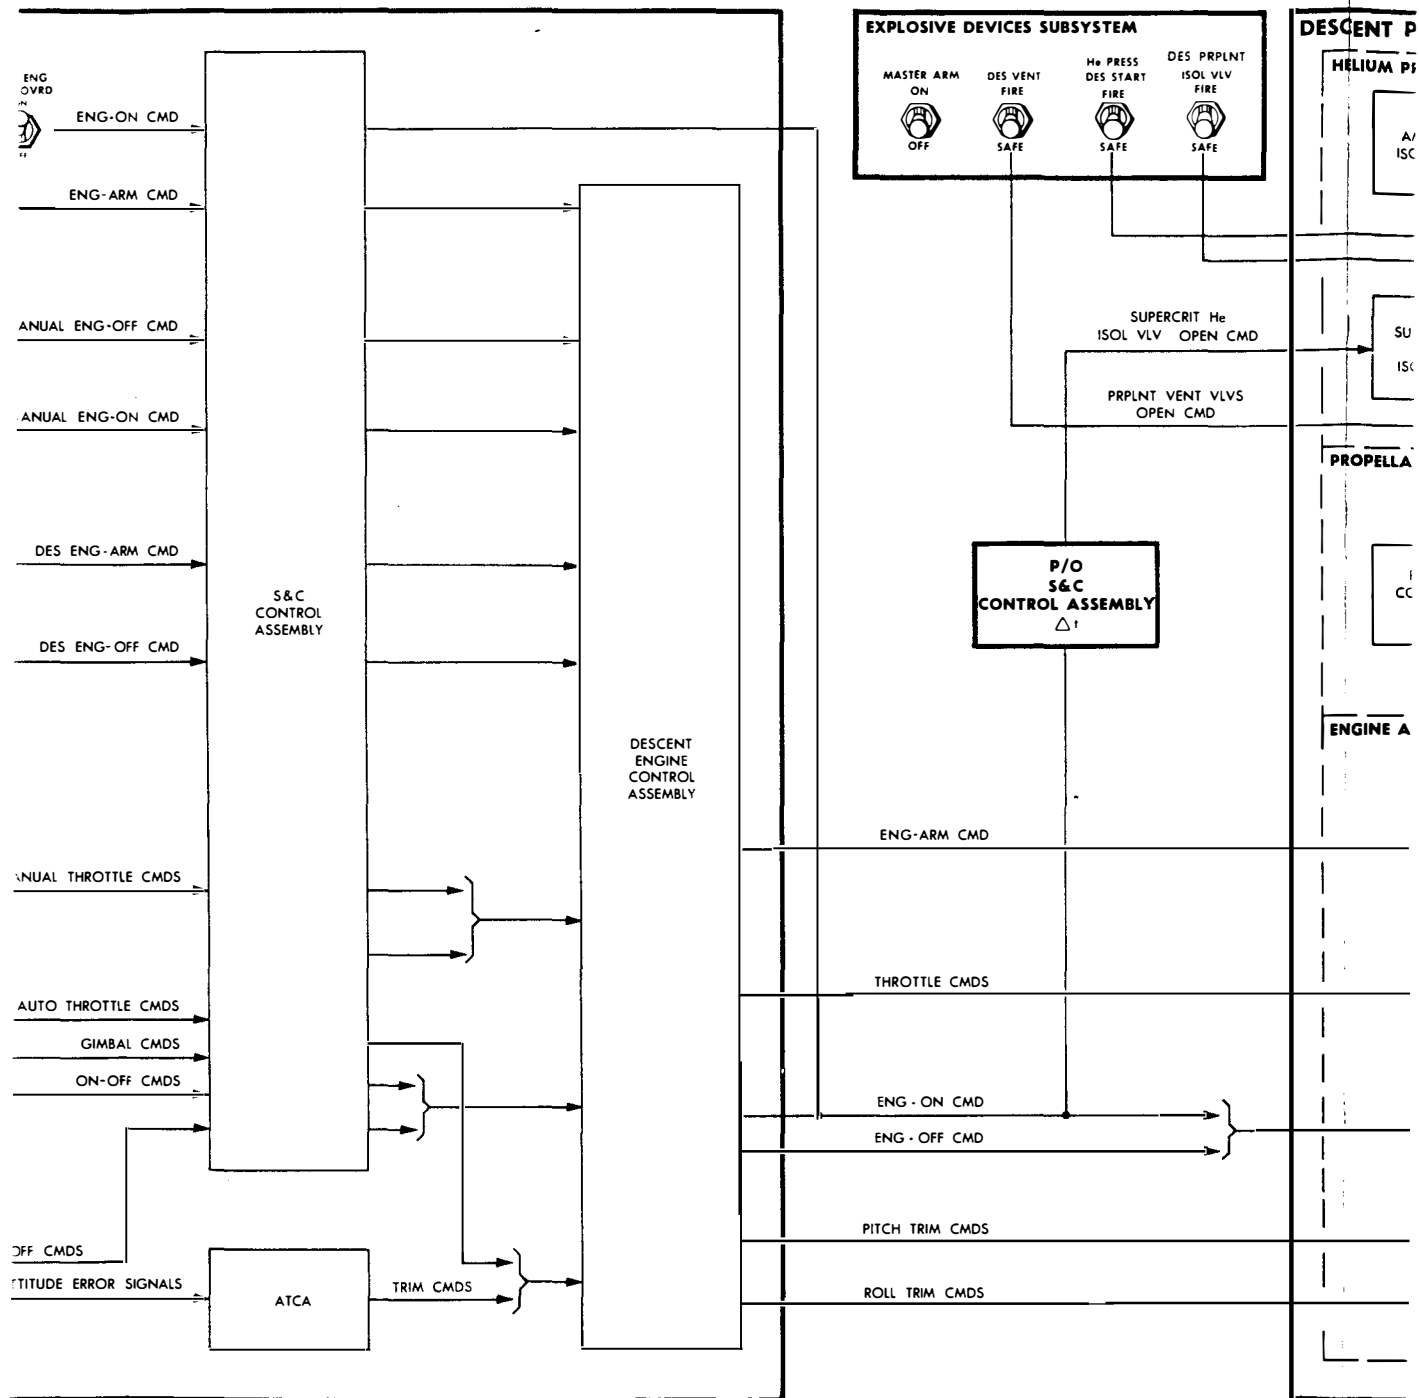 ENG
OVRD
ENG-ON CMD
ENG-ARM CMD
ANUAL ENG-OFF CMD
ANUAL ENG-ON CMD
DES ENG-ARM CMD
DES ENG-OFF CMD
NUAL THROTTLE CMDS
AUTO THROTTLE CMDS
GIMBAL CMDS
ON-OFF CMDS
OFF CMDS
TTITUDE ERROR SIGNALS
S&C
CONTROL
ASSEMBLY
ATCA
TRIM CMDS
DESCENT
ENGINE
CONTROL
ASSEMBLY
EXPLOSIVE DEVICES SUBSYSTEM
MASTER ARM
ON
OFF
DES VENT
FIRE
SAFE
He PRESS
DES START
FIRE
SAFE
DES PRPLNT
ISOL VLV
FIRE
SAFE
SUPERCRIT He
ISOL VLV OPEN CMD
PRPLNT VENT VLVS
OPEN CMD
P/O
S&C
CONTROL ASSEMBLY
△t
ENG-ARM CMD
THROTTLE CMDS
ENG - ON CMD
ENG - OFF CMD
PITCH TRIM CMDS
ROLL TRIM CMDS
DESCENT P
HELIUM PR
SU
PROPELLA
ENGINE A